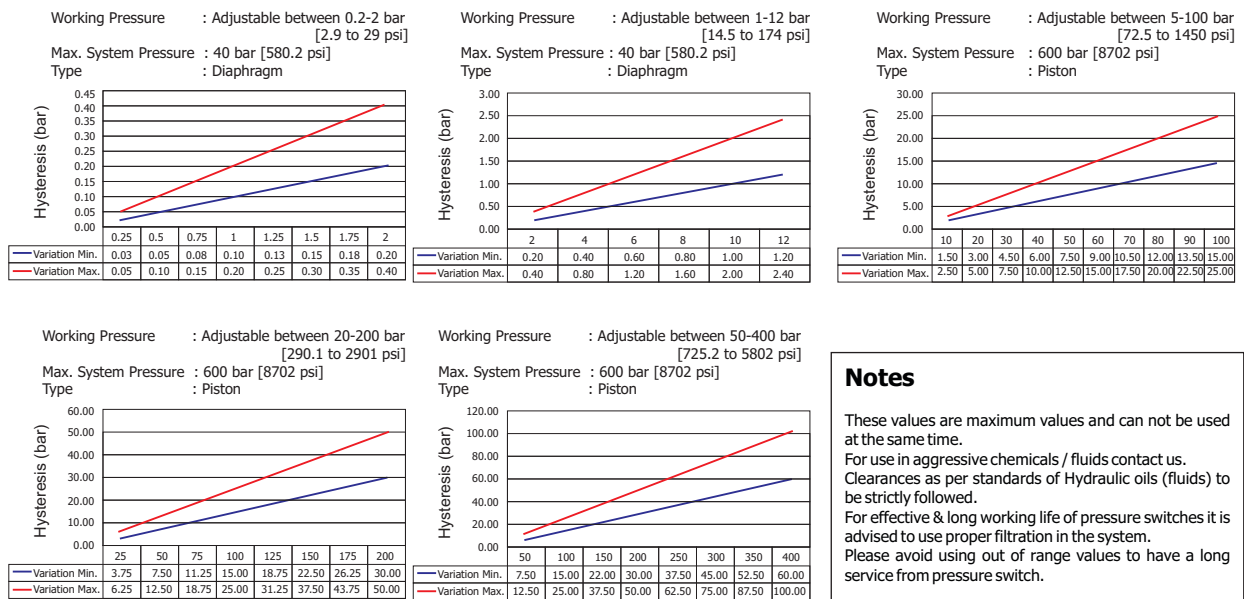 Working Pressure : Adjustable between 0.2-2 bar
[2.9 to 29 psi]
Max. System Pressure : 40 bar [580.2 psi]
Type : Diaphragm
Hysteresis (bar)
0.45
0.40
0.35
0.30
0.25
0.20
0.15
0.10
0.05
0.00
0.25 0.5 0.75 1 1.25 1.5 1.75 2
Variation Min. 0.03 0.05 0.08 0.10 0.13 0.15 0.18 0.20
Variation Max. 0.05 0.10 0.15 0.20 0.25 0.30 0.35 0.40
Working Pressure : Adjustable between 1-12 bar
[14.5 to 174 psi]
Max. System Pressure : 40 bar [580.2 psi]
Type : Diaphragm
Hysteresis (bar)
3.00
2.50
2.00
1.50
1.00
0.50
0.00
2 4 6 8 10 12
Variation Min. 0.20 0.40 0.60 0.80 1.00 1.20
Variation Max. 0.40 0.80 1.20 1.60 2.00 2.40
Working Pressure : Adjustable between 5-100 bar
[72.5 to 1450 psi]
Max. System Pessure : 600 bar [8702 psi]
Type : Piston
Hysteresis (bar)
30.00
25.00
20.00
15.00
10.00
5.00
0.00
10 20 30 40 50 60 70 80 90 100
Variation Min. 1.50 3.00 4.50 6.00 7.50 9.00 10.50 12.00 13.50 15.00
Variation Max. 2.50 5.00 7.50 10.00 12.50 15.00 17.50 20.00 22.50 25.00
Working Pressure : Adjustable between 20-200 bar
[290.1 to 2901 psi]
Max. System Pressure : 600 bar [8702 psi]
Type : Piston
Hysteresis (bar)
60.00
50.00
40.00
30.00
20.00
10.00
0.00
25 50 75 100 125 150 175 200
Variation Min. 3.75 7.50 11.25 15.00 18.75 22.50 26.25 30.00
Variation Max. 6.25 12.50 18.75 25.00 31.25 37.50 43.75 50.00
Working Pressure : Adjustable between 50-400 bar
[725.2 to 5802 psi]
Max. System Pressure : 600 bar [8702 psi]
Type : Piston
Hysteresis (bar)
120.00
100.00
80.00
60.00
40.00
20.00
0.00
50 100 150 200 250 300 350 400
Variation Min. 7.50 15.00 22.00 30.00 37.50 45.00 52.50 60.00
Variation Max. 12.50 25.00 37.50 50.00 62.50 75.00 87.50 100.00
Notes
These values are maximum values and can not be used
at the same time.
For use in aggressive chemicals / fluids contact us.
Clearances as per standards of Hydraulic oils (fluids) to
be strictly followed.
For effective & long working life of pressure switches it is
advised to use proper filtration in the system.
Please avoid using out of range values to have a long
service from pressure switch.